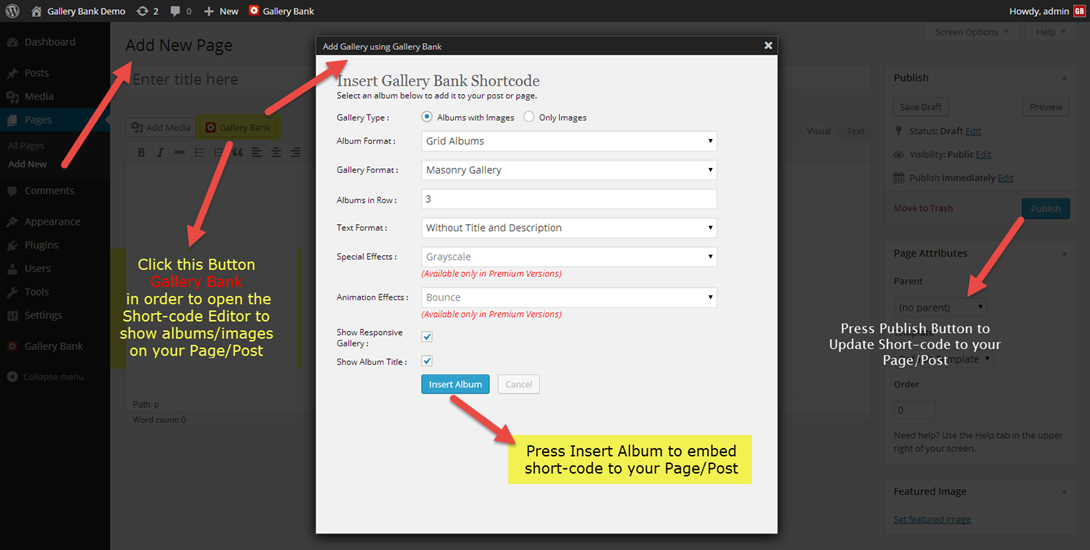 Gallery Bank Demo 2 0 New Gallery Bank Howdy, admin GB
Dashboard
Posts
Media
Pages
All Pages
Add New
Comments
Appearance
Plugins
Users
Tools
Settings
Gallery Bank
Collapse menu
Add New Page
Screen Options Help
Enter title here
Add Media Gallery Bank
Visual Text
B I ABC
Click this Button
Gallery Bank
in order to open the
Short-code Editor to
show albums/images
on your Page/Post
Path: p
Word count: 0
Add Gallery using Gallery Bank
Insert Gallery Bank Shortcode
Select an album below to add it to your post or page.
Gallery Type : Albums with Images Only Images
Album Format : Grid Albums
Gallery Format : Masonry Gallery
Albums in Row : 3
Text Format : Without Title and Description
Special Effects : Grayscale
(Available only in Premium Versions)
Animation Effects : Bounce
(Available only in Premium Versions)
Show Responsive
Gallery :
Show Album Title :
Insert Album Cancel
Press Insert Album to embed
short-code to your Page/Post
Publish
Save Draft Preview
Status: Draft Edit
Visibility: Public Edit
Publish immediately Edit
Move to Trash Publish
Page Attributes
Parent
(no parent)
Press Publish Button to
Update Short-code to your
Page/Post
Order
0
Need help? Use the Help tab in the upper
right of your screen.
Featured Image
Set featured image